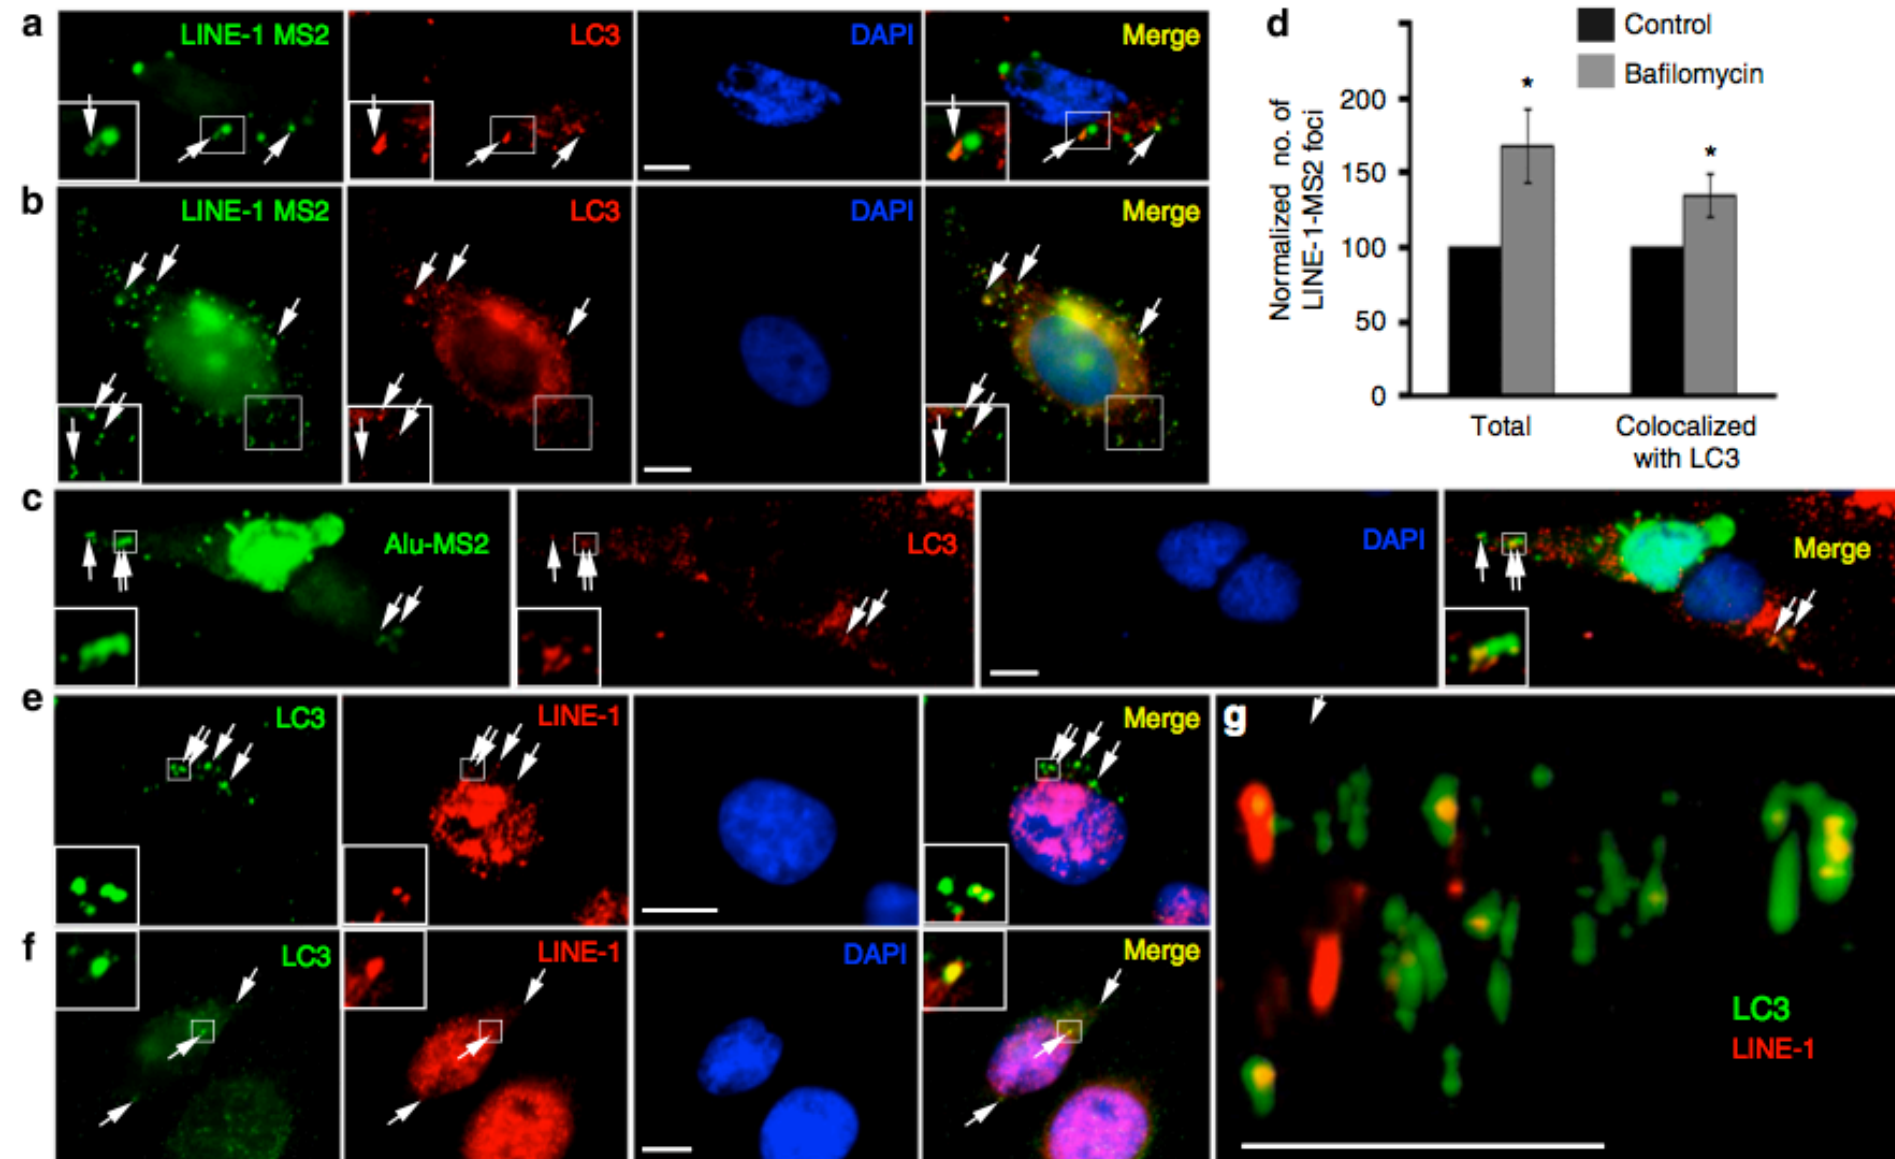 a
LINE-1 MS2
LC3
DAPI
Merge
b
LINE-1 MS2
LC3
DAPI
Merge
d
Control
Bafilomycin
Normalized no. of
LINE-1-MS2 foci
200
150
100
50
0
*
*
Total
Colocalized
with LC3
c
Alu-MS2
LC3
DAPI
Merge
e
LC3
LINE-1
Merge
f
LC3
LINE-1
DAPI
Merge
g
LC3
LINE-1